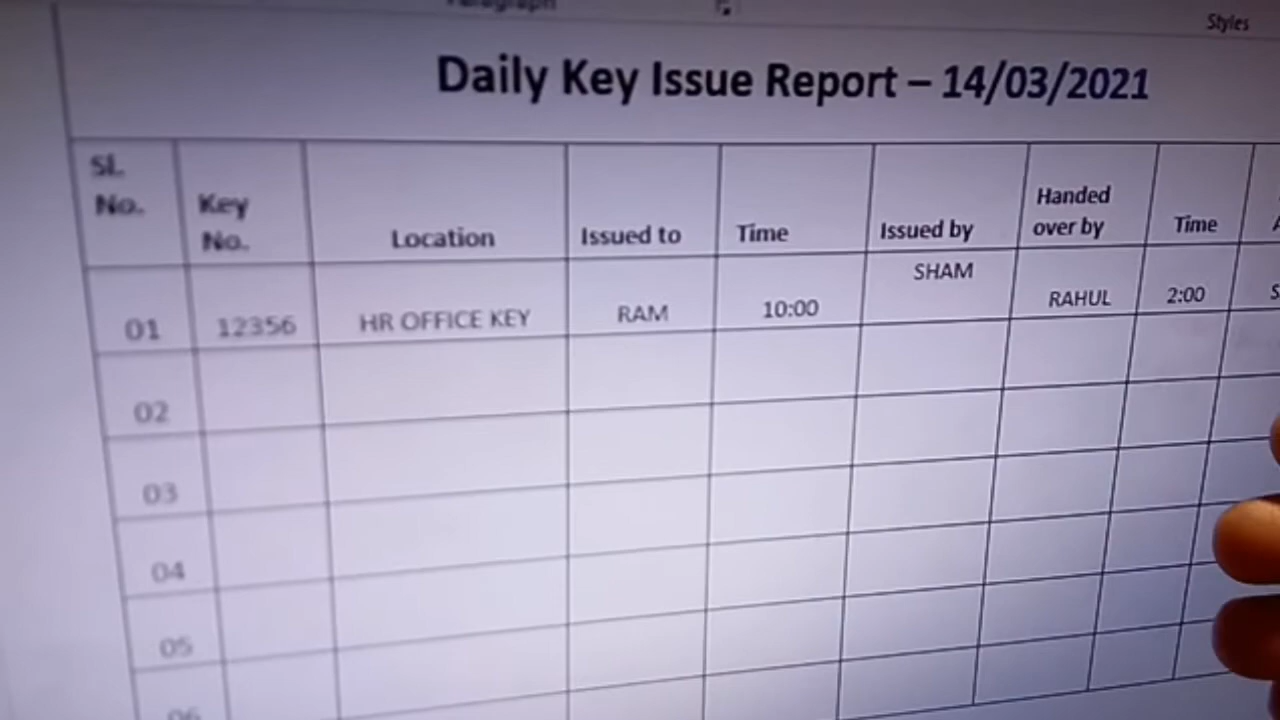 Paragraph
Styles
Daily Key Issue Report – 14/03/2021
SL.
No.
Key
No.
Location
Issued to
Time
Issued by
Handed
over by
Time
01
12356
HR OFFICE KEY
RAM
10:00
SHAM
RAHUL
2:00
02
03
04
05
06